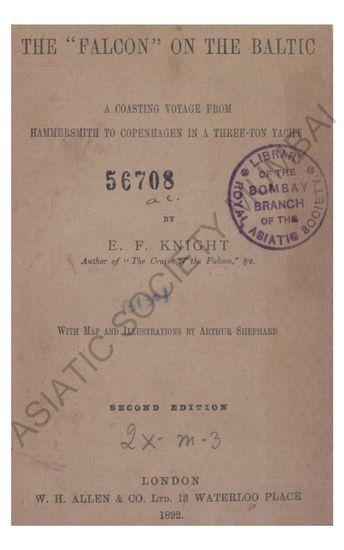 THE "FALCON" ON THE BALTIC
A COASTING VOYAGE FROM
HAMMERSMITH TO COPENHAGEN IN A THREE-TON YACHT
56708
a c.
LIBRARY
OF THE
BOMBAY
BRANCH
OF THE
ROYAL ASIATIC SOCIETY
BY
E. F. KNIGHT
Author of "The Cruise of the Falcon," &c.
WITH MAP AND ILLUSTRATIONS BY ARTHUR SHEPHARD
SECOND EDITION
2x-m-3
LONDON
W. H. ALLEN & CO. LTD. 13 WATERLOO PLACE
1892.
ASIATIC SOCIETY MUMBAI